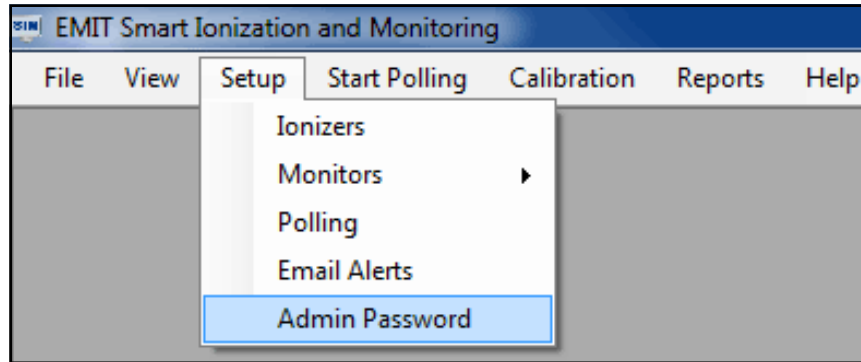 SIM EMIT Smart Ionization and Monitoring
File View Setup Start Polling Calibration Reports Help
Ionizers
Monitors
Polling
Email Alerts
Admin Password